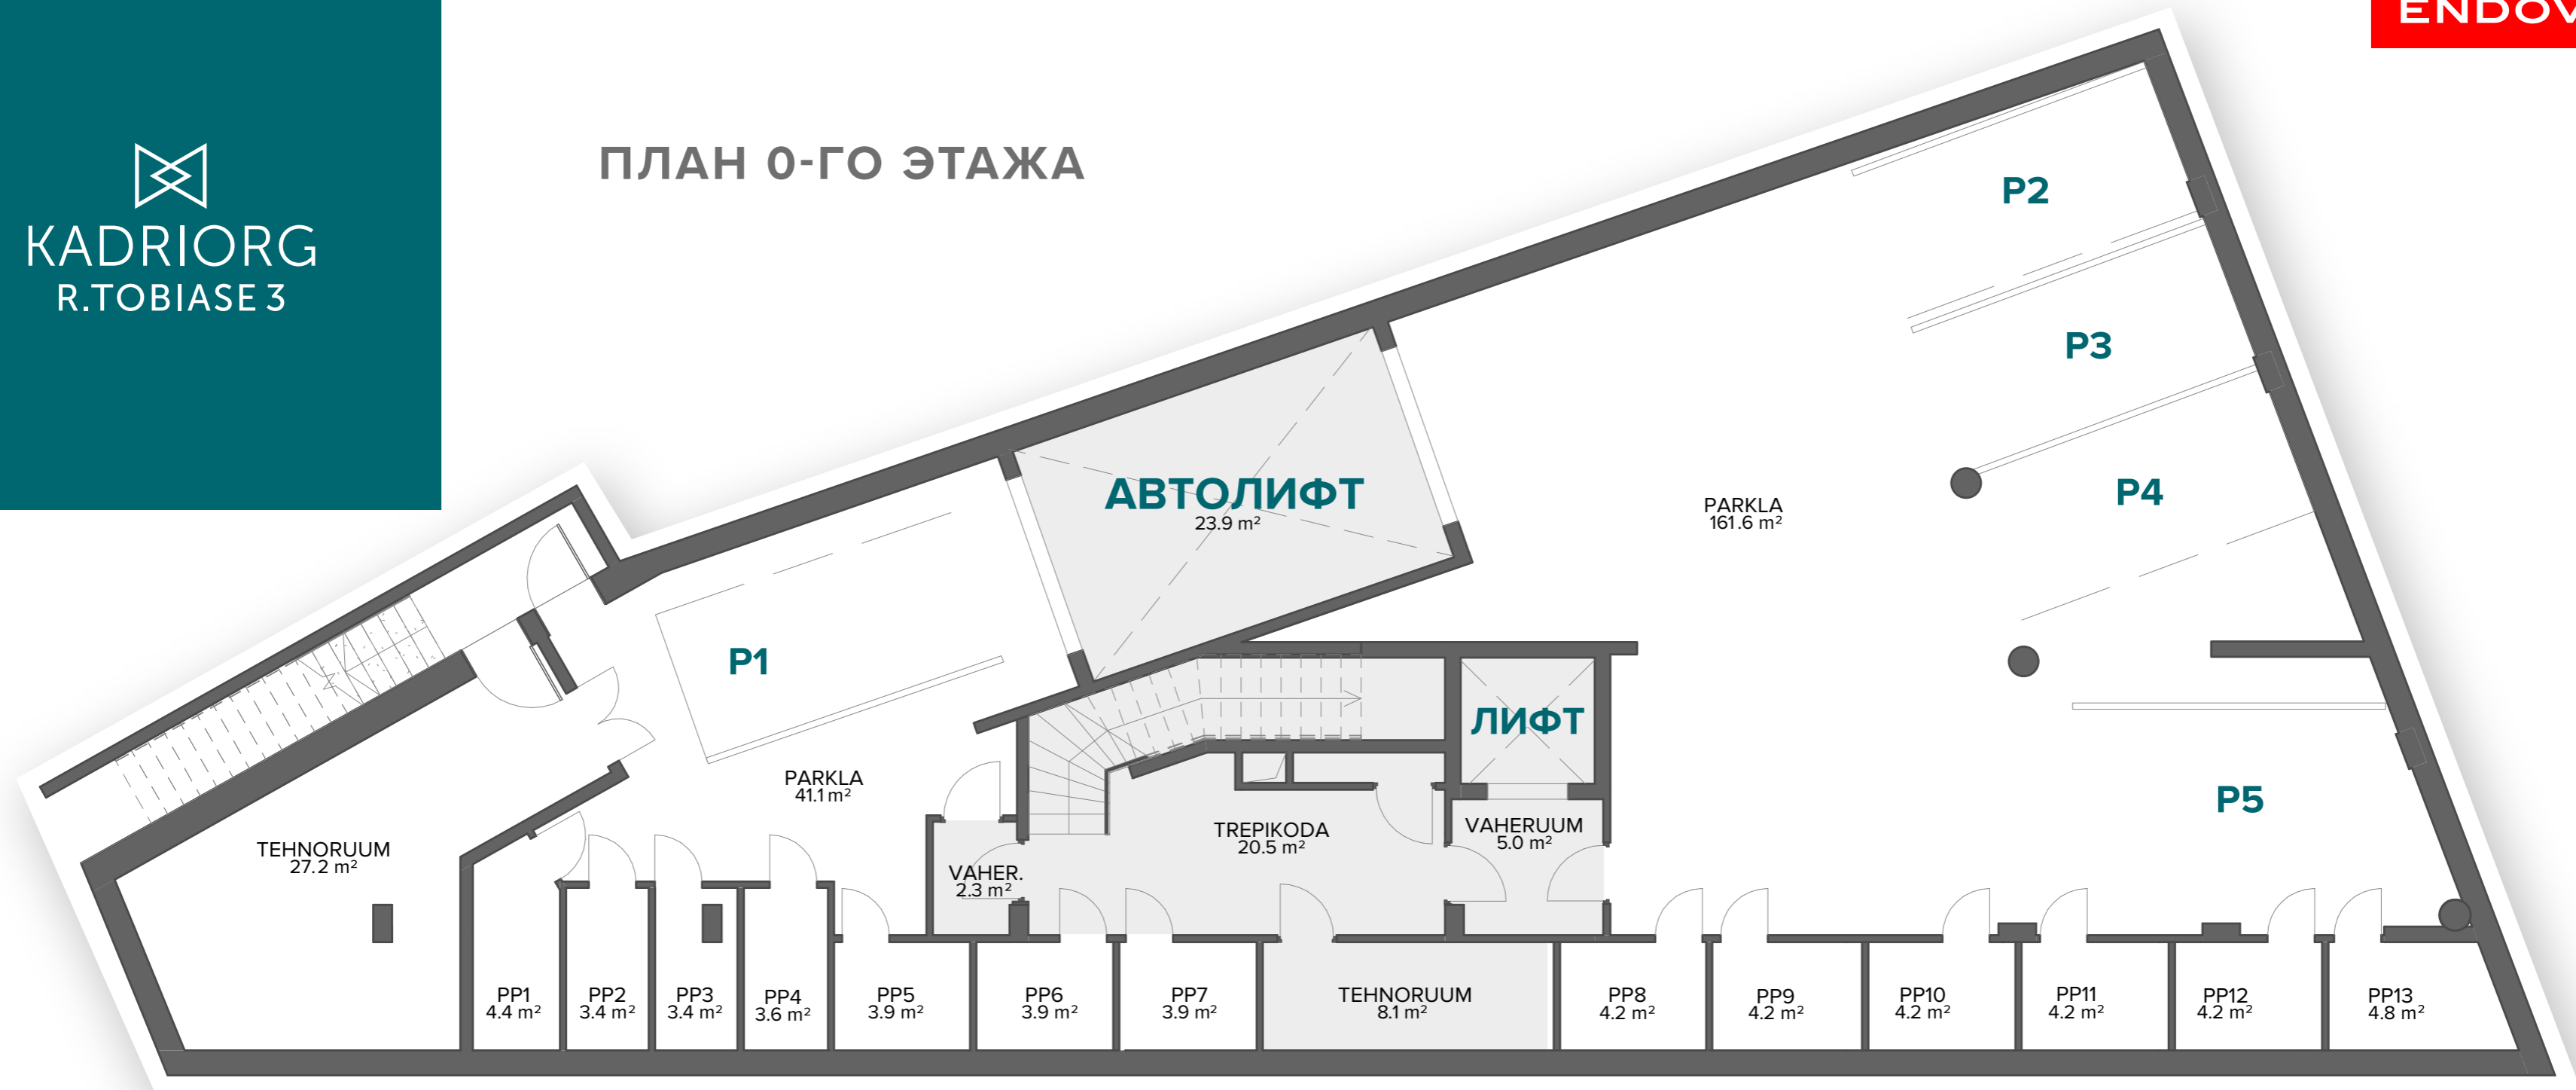 ENDOV
KADRIORG
R.TOBIASE 3
ПЛАН 0-ГО ЭТАЖА
P2
P3
P4
АВТОЛИФТ
23.9 m²
PARKLA
161.6 m²
P1
ЛИФТ
PARKLA
41.1 m²
P5
TEHNORUUM
27.2 m²
VAHER.
2.3 m²
TREPIKODA
20.5 m²
VAHERUUM
5.0 m²
PP1
4.4 m²
PP2
3.4 m²
PP3
3.4 m²
PP4
3.6 m²
PP5
3.9 m²
PP6
3.9 m²
PP7
3.9 m²
TEHNORUUM
8.1 m²
PP8
4.2 m²
PP9
4.2 m²
PP10
4.2 m²
PP11
4.2 m²
PP12
4.2 m²
PP13
4.8 m²